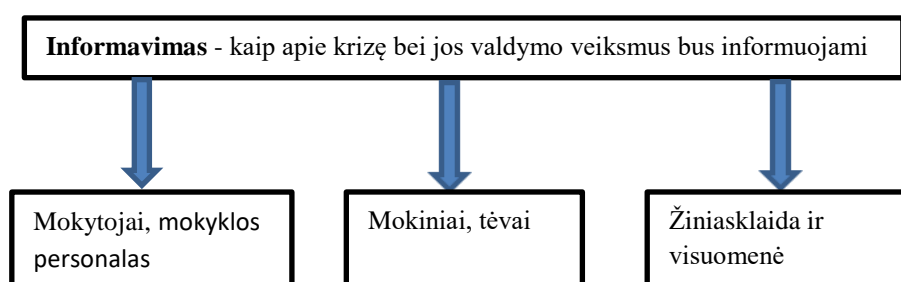 Informavimas - kaip apie krizę bei jos valdymo veiksmus bus informuojami
Mokytojai, mokyklos
personalas
Mokiniai, tėvai
Žiniasklaida ir
visuomenė